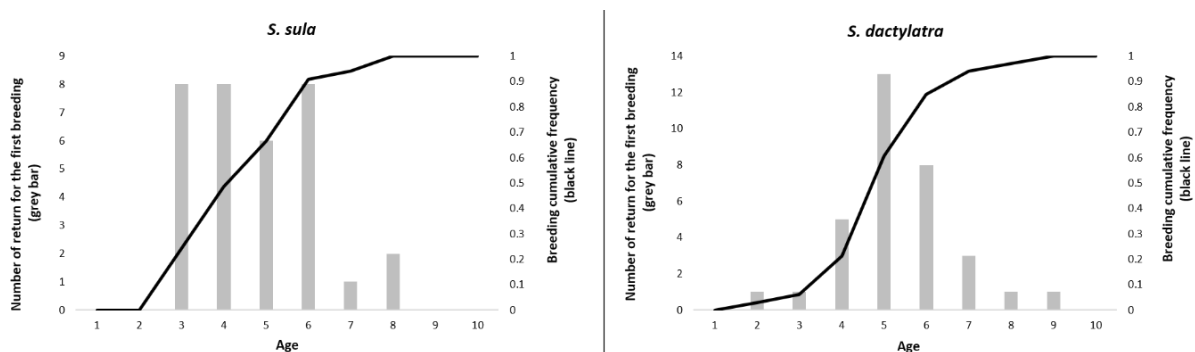 S. sula
Number of return for the first breeding
(grey bar)
9
8
7
6
5
4
3
2
1
0
1
0.9
0.8
0.7
0.6
0.5
0.4
0.3
0.2
0.1
0
Breeding cumulative frequency
(black line)
1 2 3 4 5 6 7 8 9 10
Age
S. dactylatra
Number of return for the first breeding
(grey bar)
14
12
10
8
6
4
2
0
1
0.9
0.8
0.7
0.6
0.5
0.4
0.3
0.2
0.1
0
Breeding cumulative frequency
(black line)
1 2 3 4 5 6 7 8 9 10
Age